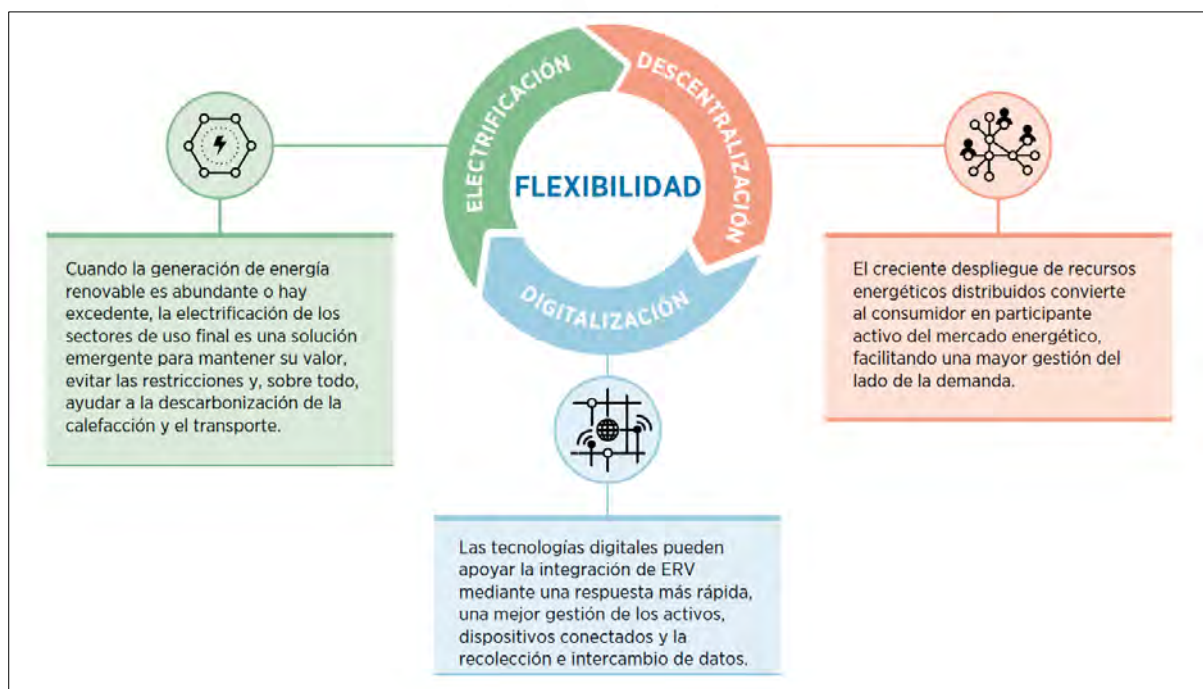 ELECTRIFICACIÓN
DESCENTRALIZACIÓN
DIGITALIZACIÓN
FLEXIBILIDAD
Cuando la generación de energía
renovable es abundante o hay
excedente, la electrificación de los
sectores de uso final es una solución
emergente para mantener su valor,
evitar las restricciones y, sobre todo,
ayudar a la descarbonización de la
calefacción y el transporte.
El creciente despliegue de recursos
energéticos distribuidos convierte
al consumidor en participante
activo del mercado energético,
facilitando una mayor gestión del
lado de la demanda.
Las tecnologías digitales pueden
apoyar la integración de ERV
mediante una respuesta más rápida,
una mejor gestión de los activos,
dispositivos conectados y la
recolección e intercambio de datos.